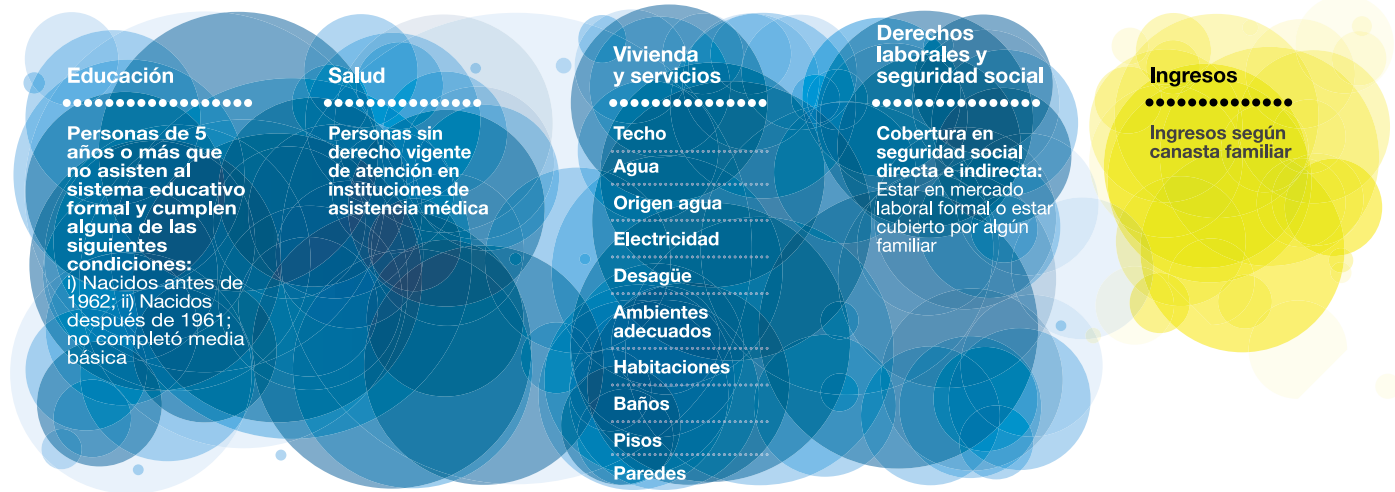 Educación
Personas de 5
años o más que
no asisten al
sistema educativo
formal y cumplen
alguna de las
siguientes
condiciones:
i) Nacidos antes de
1962; ii) Nacidos
después de 1961;
no completó media
básica
Salud
Personas sin
derecho vigente
de atención en
instituciones de
asistencia médica
Vivienda
y servicios
Techo
Agua
Origen agua
Electricidad
Desagüe
Ambientes
adecuados
Habitaciones
Baños
Pisos
Paredes
Derechos
laborales y
seguridad social
Cobertura en
seguridad social
directa e indirecta:
Estar en mercado
laboral formal o estar
cubierto por algún
familiar
Ingresos
Ingresos según
canasta familiar